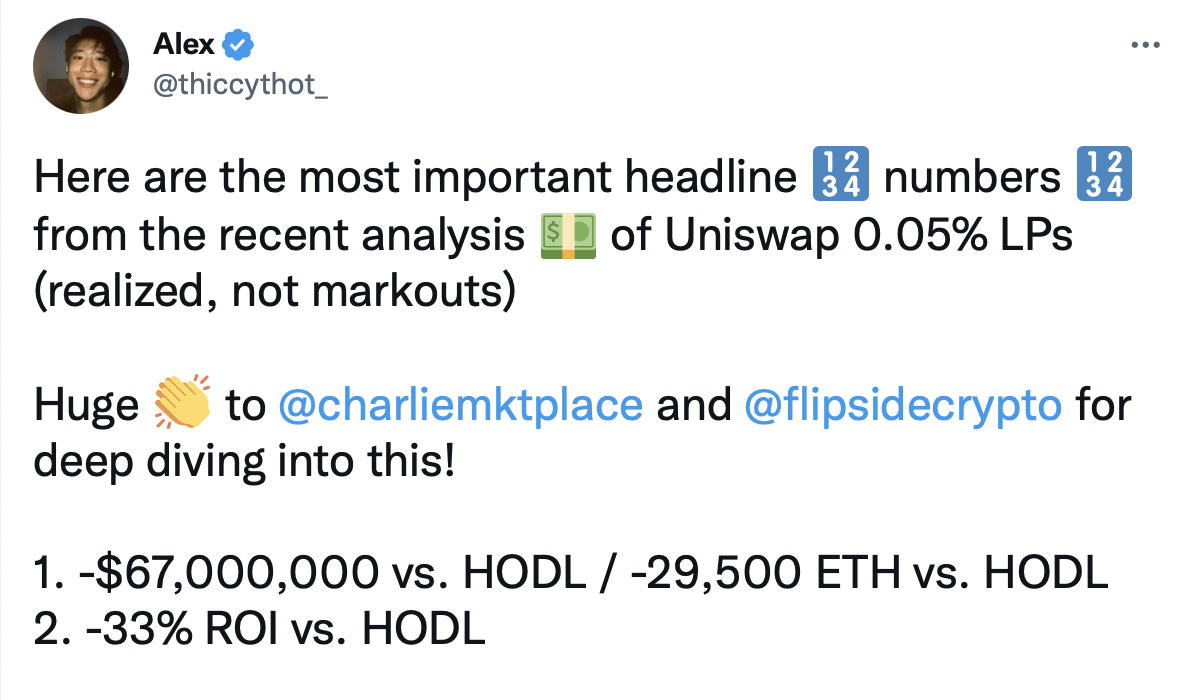 Alex
@thiccythot_
Here are the most important headline 🔢 numbers 🔢
from the recent analysis 💵 of Uniswap 0.05% LPs
(realized, not markouts)
Huge 👏 to @charliemktplace and @flipsidecrypto for
deep diving into this!
1. -$67,000,000 vs. HODL / -29,500 ETH vs. HODL
2. -33% ROI vs. HODL